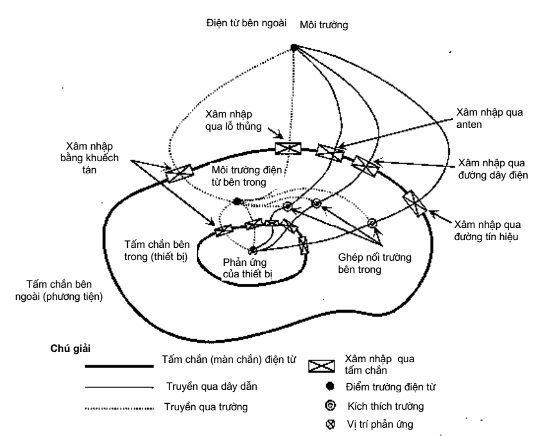 Điện từ bên ngoài Môi trường
Xâm nhập
qua lỗ thủng
Xâm nhập qua
anten
Xâm nhập
bằng khuếch
tán
Môi trường điện
từ bên trong
Xâm nhập qua
đường dây điện
Xâm nhập qua
đường tín hiệu
Tấm chắn bên
trong (thiết bị)
Phản ứng
của thiết bị
Ghép nối trường
bên trong
Tấm chắn bên
ngoài (phương tiện)
Chú giải
Tấm chắn (màn chắn) điện từ
Xâm nhập qua
tấm chắn
Truyền qua dây dẫn
Điểm trường điện từ
Truyền qua trường
Kích thích trường
Vị trí phản ứng